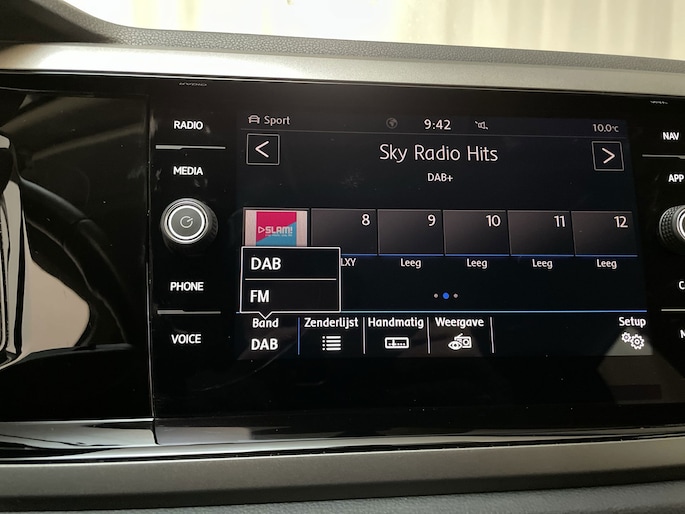 RADIO
MEDIA
PHONE
VOICE
Sport
9:42
10.0°C
Sky Radio Hits
DAB+
SLAM!
8
9
10
11
12
LXY
Leeg
Leeg
Leeg
Leeg
DAB
FM
Band
DAB
Zenderlijst
Handmatig
Weergave
Setup
NAV
APP